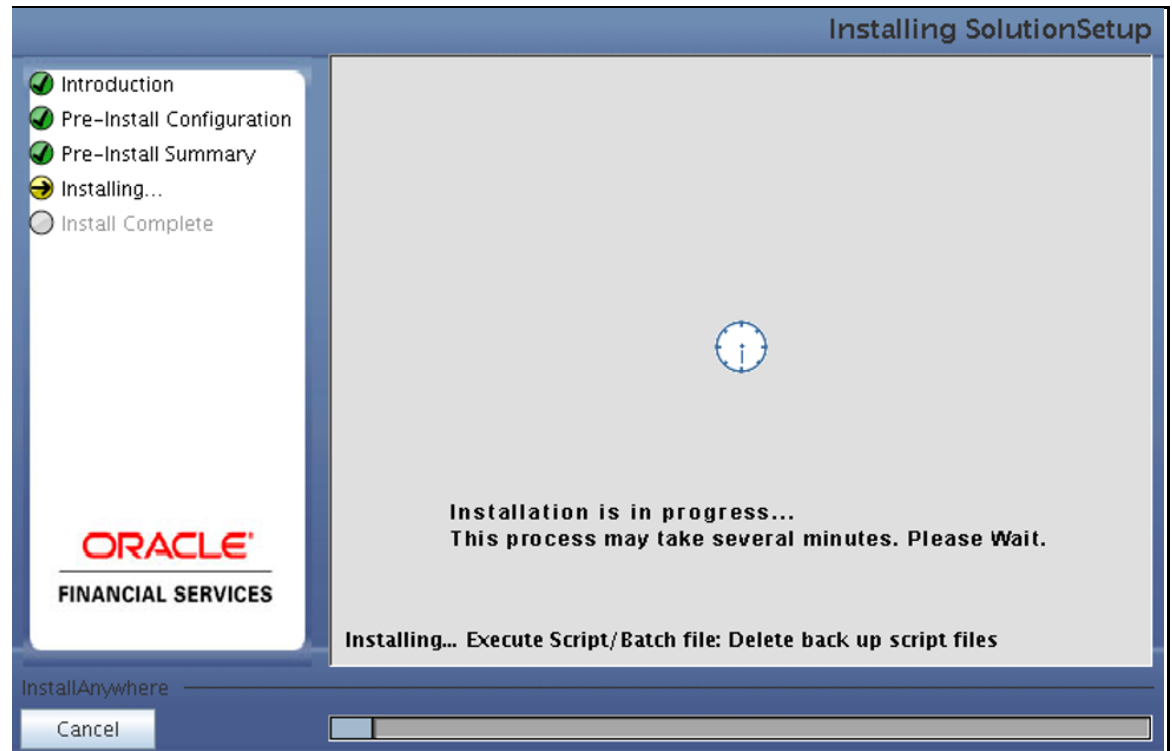 Installing SolutionSetup
Introduction
Pre-Install Configuration
Pre-Install Summary
Installing...
Install Complete
Installation is in progress...
This process may take several minutes. Please Wait.
ORACLE'
FINANCIAL SERVICES
Installing... Execute Script/Batch file: Delete back up script files
InstallAnywhere
Cancel